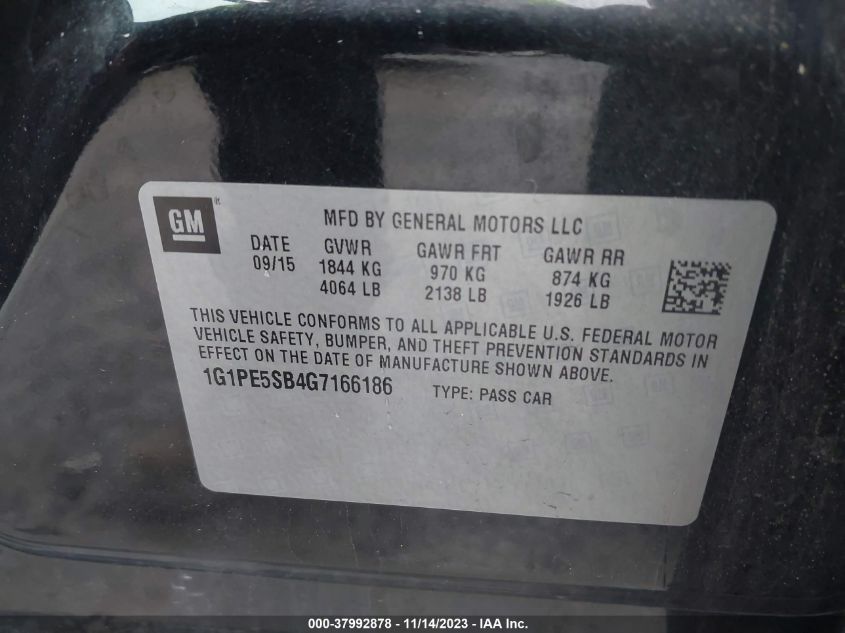 GM
MFD BY GENERAL MOTORS LLC
DATE GVWR GAWR FRT GAWR RR
09/15 1844 KG 970 KG 874 KG
4064 LB 2138 LB 1926 LB
THIS VEHICLE CONFORMS TO ALL APPLICABLE U.S. FEDERAL MOTOR
VEHICLE SAFETY, BUMPER, AND THEFT PREVENTION STANDARDS IN
EFFECT ON THE DATE OF MANUFACTURE SHOWN ABOVE.
1G1PE5SB4G7166186 TYPE: PASS CAR
000-37992878 - 11/14/2023 - IAA Inc.